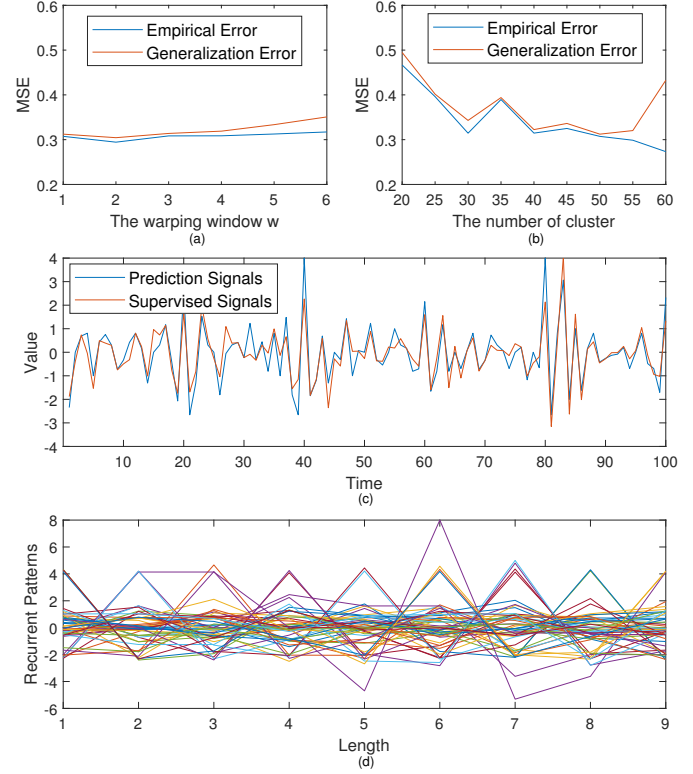 0.6
0.5
0.4
0.3
0.2
MSE
Empirical Error
Generalization Error
1 2 3 4 5 6
The warping window w
(a)
0.6
0.5
0.4
0.3
0.2
MSE
Empirical Error
Generalization Error
20 25 30 35 40 45 50 55 60
The number of cluster
(b)
4
3
2
1
0
-1
-2
-3
-4
Value
Prediction Signals
Supervised Signals
10 20 30 40 50 60 70 80 90 100
Time
(c)
8
6
4
2
0
-2
-4
-6
Recurrent Patterns
1 2 3 4 5 6 7 8 9
Length
(d)